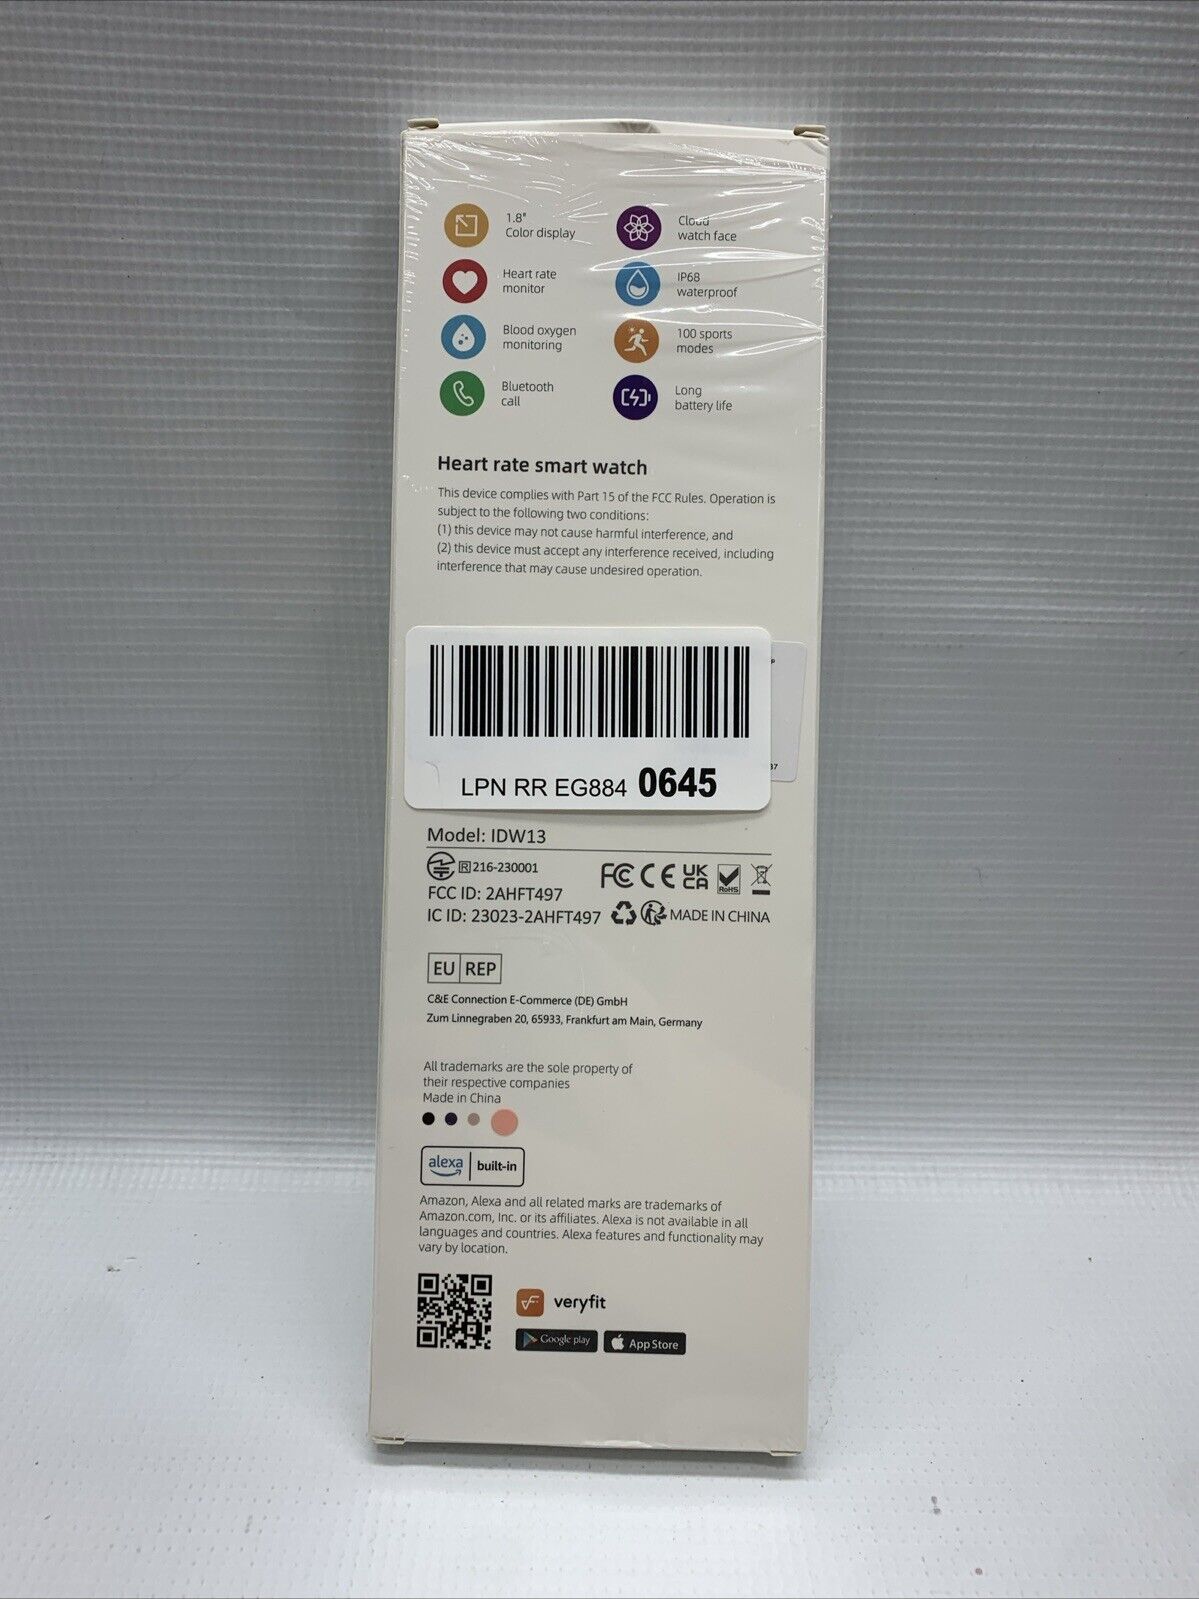 1.8"
Color display
Cloud
watch face
Heart rate
monitor
IP68
waterproof
Blood oxygen
monitoring
100 sports
modes
Bluetooth
call
Long
battery life
Heart rate smart watch
This device complies with Part 15 of the FCC Rules. Operation is
subject to the following two conditions:
(1) this device may not cause harmful interference, and
(2) this device must accept any interference received, including
interference that may cause undesired operation.
LPN RR EG884 0645
Model: IDW13
R 216-230001
FCC ID: 2AHFT497
IC ID: 23023-2AHFT497
FC CE UK CA RoHS
MADE IN CHINA
EU REP
C&E Connection E-Commerce (DE) GmbH
Zum Linnegraben 20, 65933, Frankfurt am Main, Germany
All trademarks are the sole property of
their respective companies
Made in China
alexa built-in
Amazon, Alexa and all related marks are trademarks of
Amazon.com, Inc. or its affiliates. Alexa is not available in all
languages and countries. Alexa features and functionality may
vary by location.
veryfit
Google play
App Store